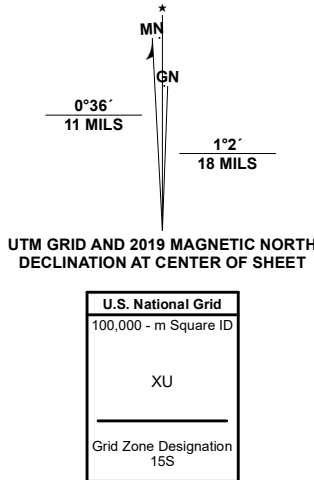 ★
MN
GN
0°36´
11 MILS
1°2´
18 MILS
UTM GRID AND 2019 MAGNETIC NORTH
DECLINATION AT CENTER OF SHEET
U.S. National Grid
100,000 - m Square ID
XU
Grid Zone Designation
15S